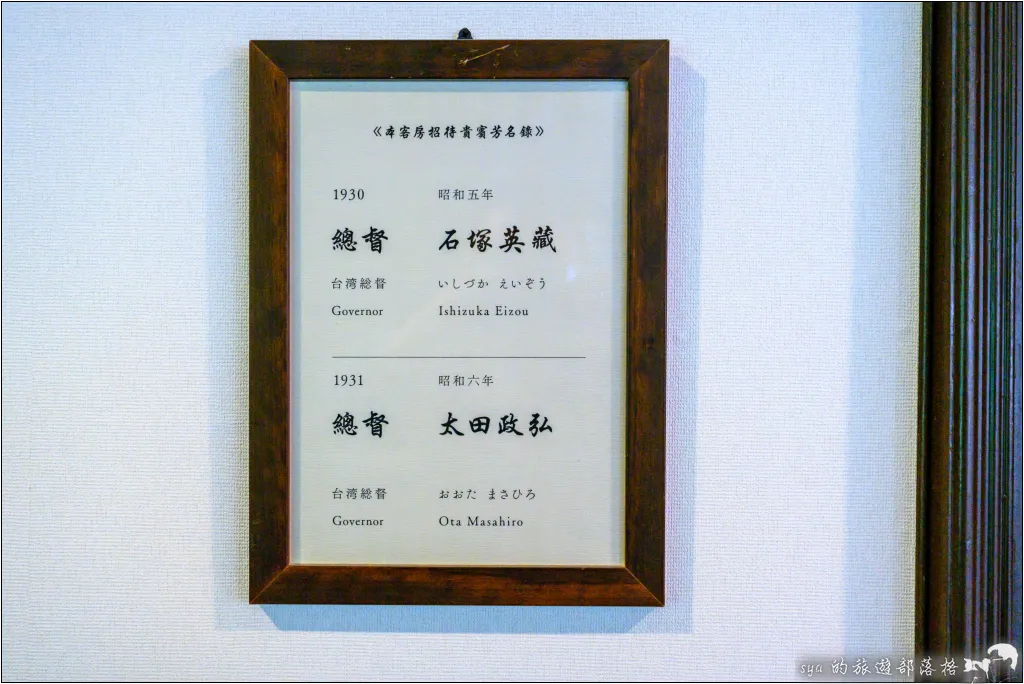 《本客房招待貴賓芳名錄》
1930 昭和五年
總督 石塚英藏
台湾総督 いしづか えいぞう
Governor Ishizuka Eizou
1931 昭和六年
總督 太田政弘
台湾総督 おおた まさひろ
Governor Ota Masahiro
sya 的旅遊部落格